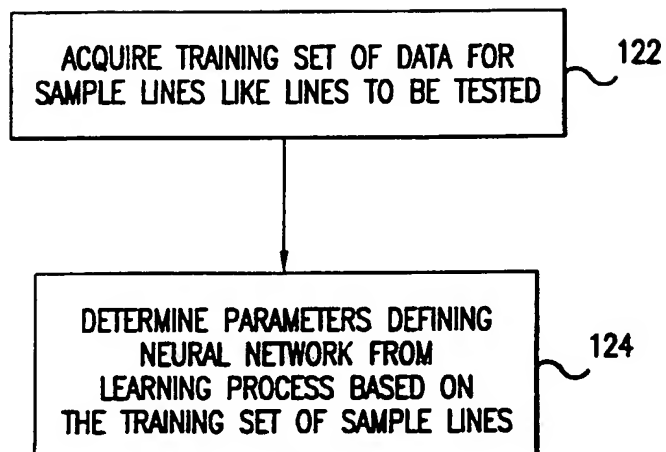 ACQUIRE TRAINING SET OF DATA FOR
SAMPLE LINES LIKE LINES TO BE TESTED
122
DETERMINE PARAMETERS DEFINING
NEURAL NETWORK FROM
LEARNING PROCESS BASED ON
THE TRAINING SET OF SAMPLE LINES
124